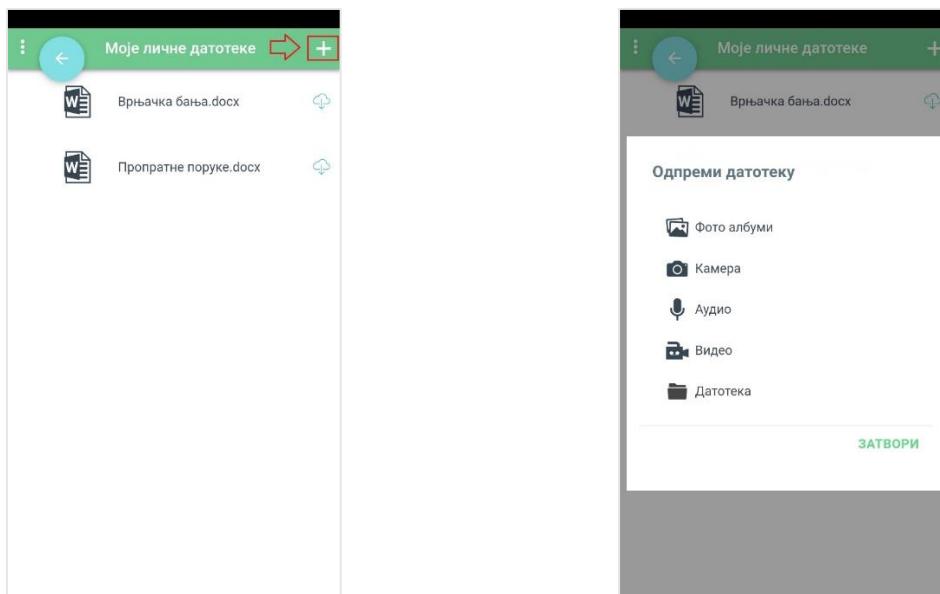 Моје личне датотеке
Врњачка бања.docx
Пропратне поруке.docx
Моје личне датотеке
Врњачка бања.docx
Одпреми датотеку
Фото албуми
Камера
Аудио
Видео
Датотека
ЗАТВОРИ